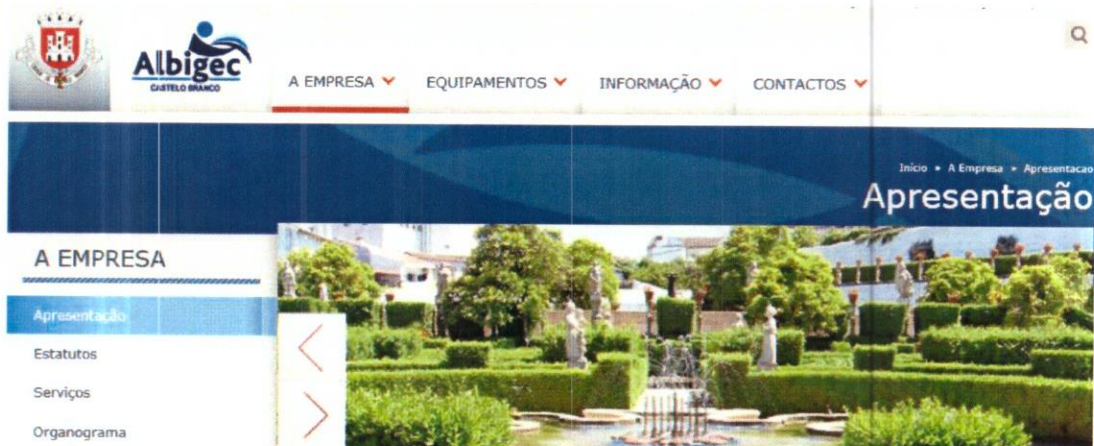 Albigec
CASTELO BRANCO
A EMPRESA
EQUIPAMENTOS
INFORMAÇÃO
CONTACTOS
Início » A Empresa » Apresentacao
Apresentação
A EMPRESA
Apresentação
Estatutos
Serviços
Organograma